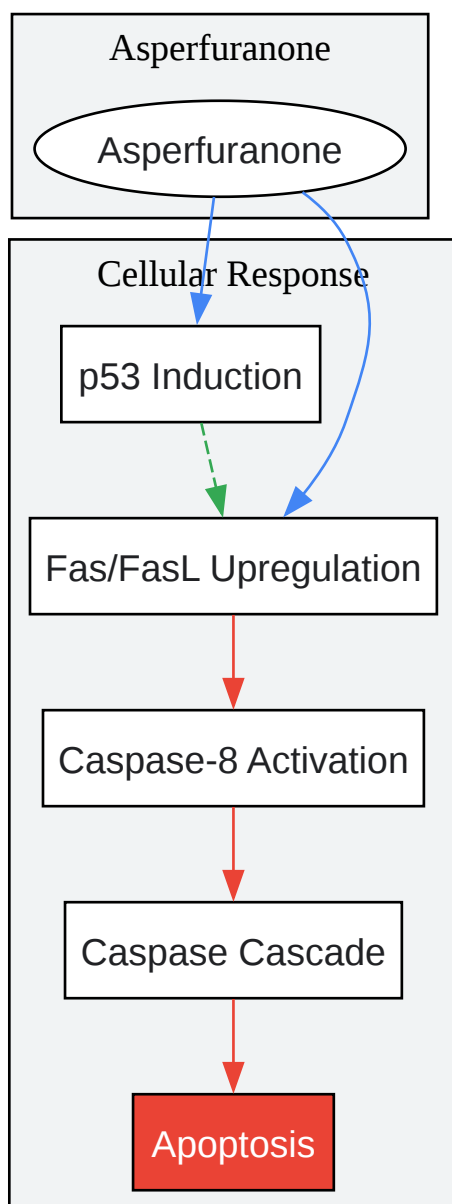 Asperfuranone
Asperfuranone
Cellular Response
p53 Induction
Fas/FasL Upregulation
Caspase-8 Activation
Caspase Cascade
Apoptosis